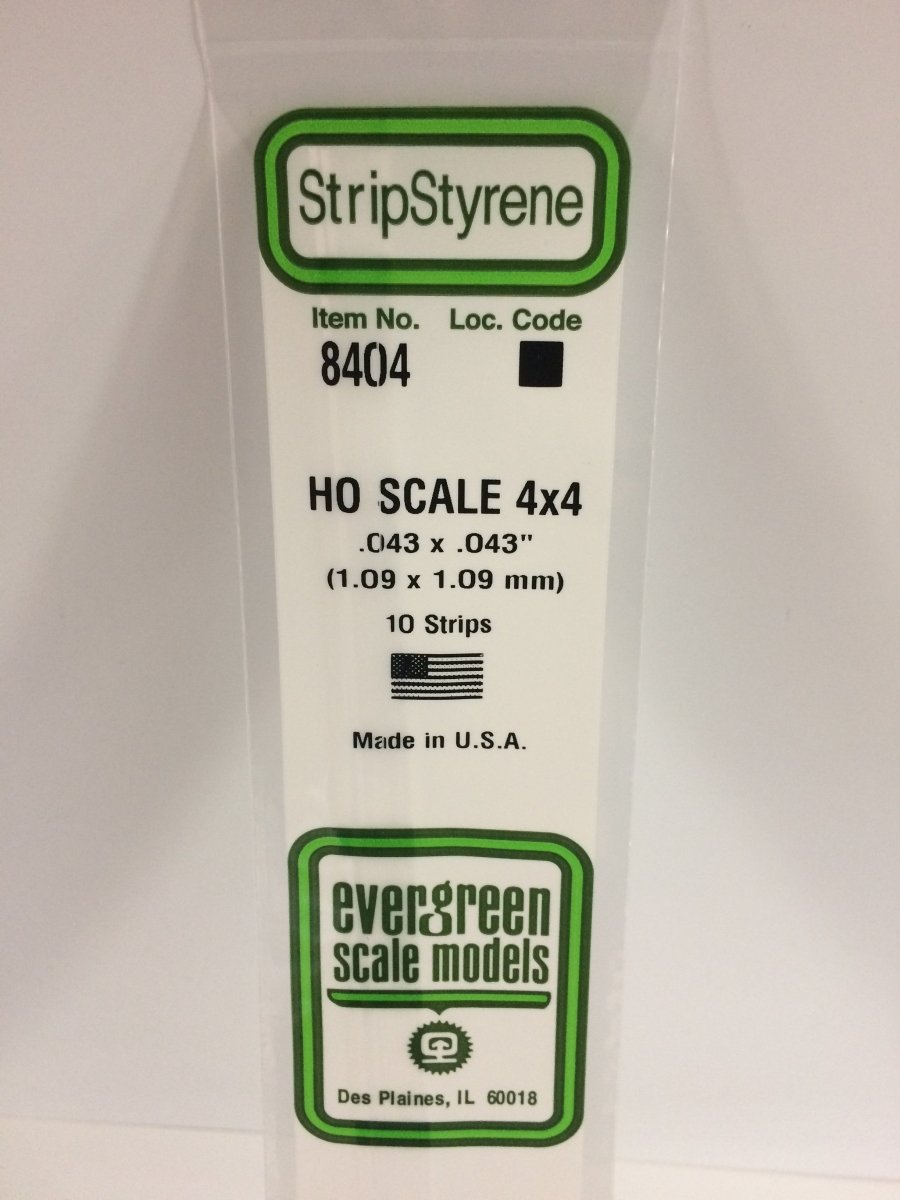 StripStyrene
Item No. Loc. Code
8404
HO SCALE 4x4
.043 x .043"
(1.09 x 1.09 mm)
10 Strips
Made in U.S.A.
evergreen
scale models
Des Plaines, IL 60018